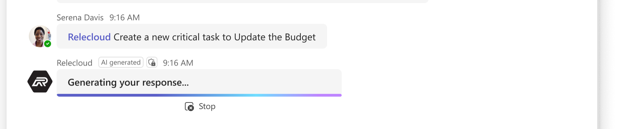 Serena Davis 9:16 AM
Relecloud Create a new critical task to Update the Budget
Relecloud AI generated 9:16 AM
Generating your response...
Stop